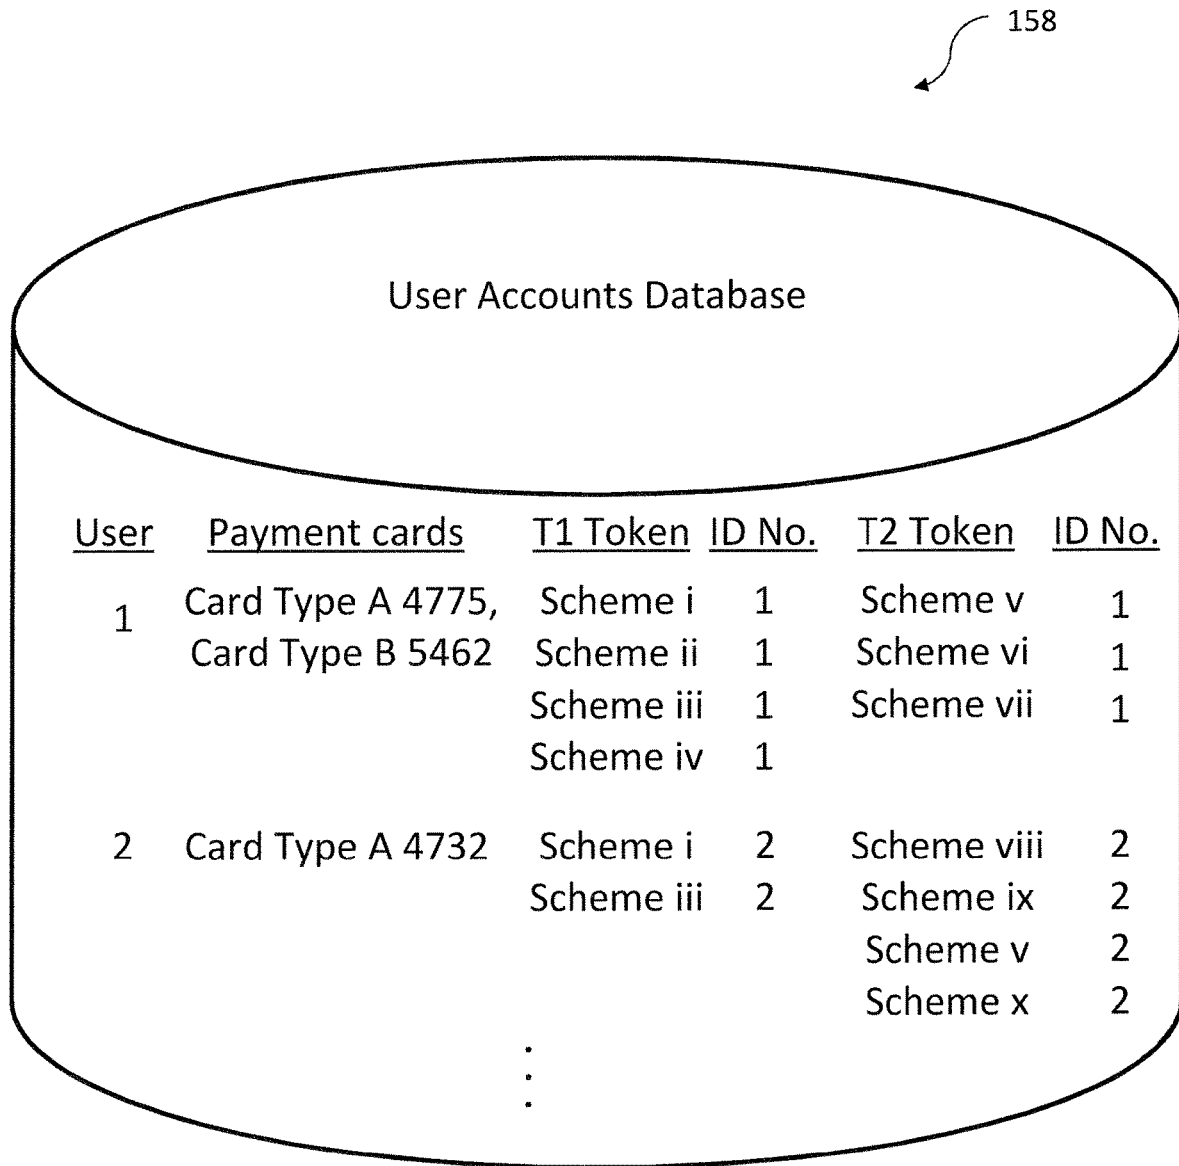 158
User Accounts Database
User Payment cards T1 Token ID No. T2 Token ID No.
1 Card Type A 4775, Scheme i 1 Scheme v 1
Card Type B 5462 Scheme ii 1 Scheme vi 1
Scheme iii 1 Scheme vii 1
Scheme iv 1
2 Card Type A 4732 Scheme i 2 Scheme viii 2
Scheme iii 2 Scheme ix 2
Scheme v 2
Scheme x 2